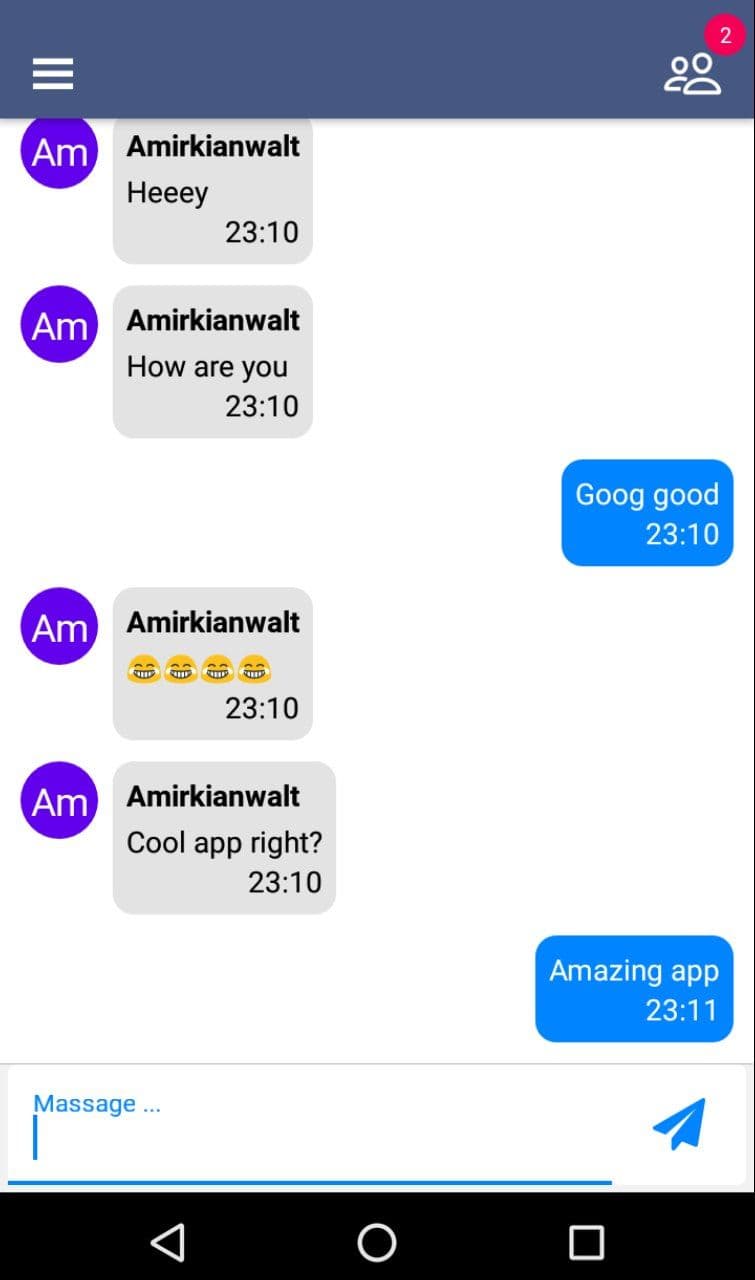 2
Am
Amirkianwalt
Heeey
23:10
Am
Amirkianwalt
How are you
23:10
Goog good
23:10
Am
Amirkianwalt
😂😂😂😂
23:10
Am
Amirkianwalt
Cool app right?
23:10
Amazing app
23:11
Massage ...